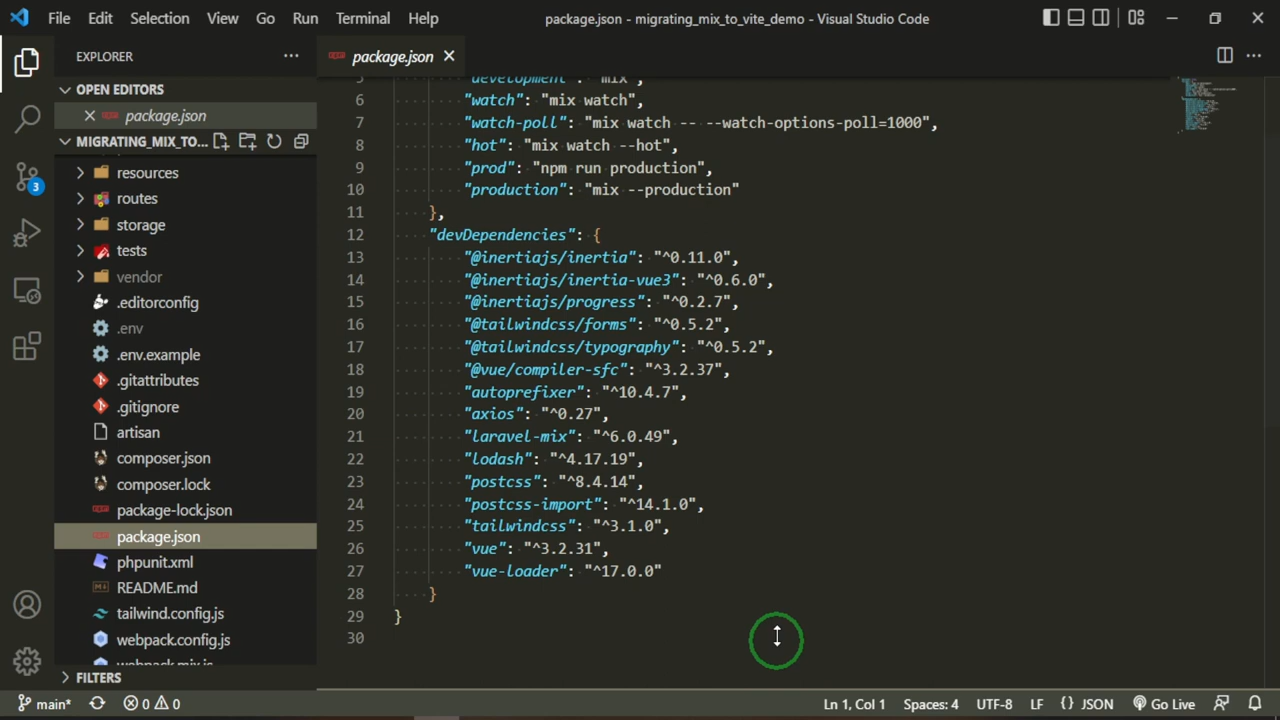 File Edit Selection View Go Run Terminal Help package.json - migrating_mix_to_vite_demo - Visual Studio Code
EXPLORER
package.json
OPEN EDITORS
package.json
MIGRATING_MIX_TO...
resources
routes
storage
tests
vendor
.editorconfig
.env
.env.example
.gitattributes
.gitignore
artisan
composer.json
composer.lock
package-lock.json
package.json
phpunit.xml
README.md
tailwind.config.js
webpack.config.js
webpack.mix.js
FILTERS
3
5 "development": "mix",
6 "watch": "mix watch",
7 "watch-poll": "mix watch -- --watch-options-poll=1000",
8 "hot": "mix watch --hot",
9 "prod": "npm run production",
10 "production": "mix --production"
11 },
12 "devDependencies": {
13 "@inertiajs/inertia": "^0.11.0",
14 "@inertiajs/inertia-vue3": "^0.6.0",
15 "@inertiajs/progress": "^0.2.7",
16 "@tailwindcss/forms": "^0.5.2",
17 "@tailwindcss/typography": "^0.5.2",
18 "@vue/compiler-sfc": "^3.2.37",
19 "autoprefixer": "^10.4.7",
20 "axios": "^0.27",
21 "laravel-mix": "^6.0.49",
22 "lodash": "^4.17.19",
23 "postcss": "^8.4.14",
24 "postcss-import": "^14.1.0",
25 "tailwindcss": "^3.1.0",
26 "vue": "^3.2.31",
27 "vue-loader": "^17.0.0"
28 }
29 }
30
main* 0 0 Ln 1, Col 1 Spaces: 4 UTF-8 LF {} JSON Go Live